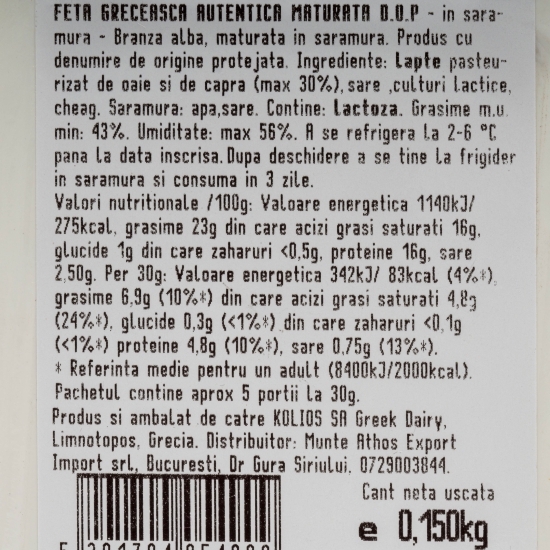 FETA GRECEASCA AUTENTICA MATURATA D.O.P - in sara-
mura - Branza alba, maturata in saramura. Produs cu
denumire de origine protejata. Ingrediente: Lapte pasteu-
rizat de oaie si de capra (max 30%), sare ,culturi lactice,
cheag. Saramura: apa,sare. Contine: Lactoza. Grasime m.u.
min: 43%. Umiditate: max 56%. A se refrigera la 2-6 °C
pana la data inscrisa. Dupa deschidere a se tine la frigider
in saramura si consuma in 3 zile.
Valori nutritionale /100g: Valoare energetica 1140kJ/
275kcal, grasime 23g din care acizi grasi saturati 16g,
glucide 1g din care zaharuri <0,5g, proteine 16g, sare
2,50g. Per 30g: Valoare energetica 342kJ/ 83kcal (4%*),
grasime 6,9g (10%*) din care acizi grasi saturati 4,8g
(24%*), glucide 0,3g (<1%*) din care zaharuri <0,1g
(<1%*) proteine 4,8g (10%*), sare 0,75g (13%*).
* Referinta medie pentru un adult (8400kJ/2000kcal).
Pachetul contine aprox 5 portii la 30g.
Produs si ambalat de catre KOLIOS SA Greek Dairy,
Limnotopos, Grecia. Distribuitor: Munte Athos Export
Import srl, Bucuresti, Dr Gura Siriului, 0729003844.
Cant neta uscata
e 0,150kg